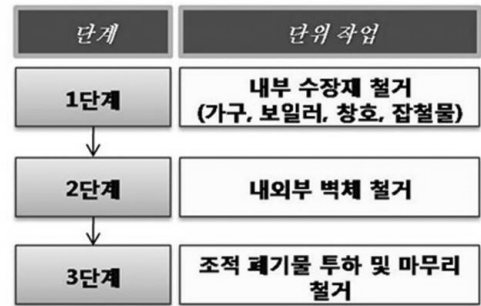 단계 단위 작업
1단계 내부 수장재 철거
(가구, 보일러, 창호, 잡철물)
2단계 내외부 벽체 철거
3단계 조적 폐기물 투하 및 마무리
철거